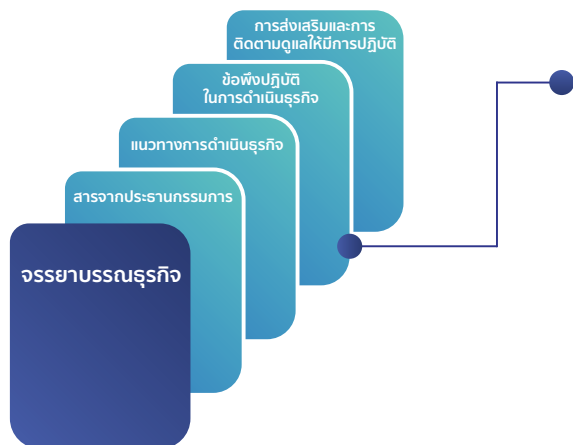 การส่งเสริมและการ
ติดตามดูแลให้มีการปฏิบัติ
ข้อพึงปฏิบัติ
ในการดำเนินธุรกิจ
แนวทางการดำเนินธุรกิจ
สารจากประธานกรรมการ
จรรยาบรรณธุรกิจ